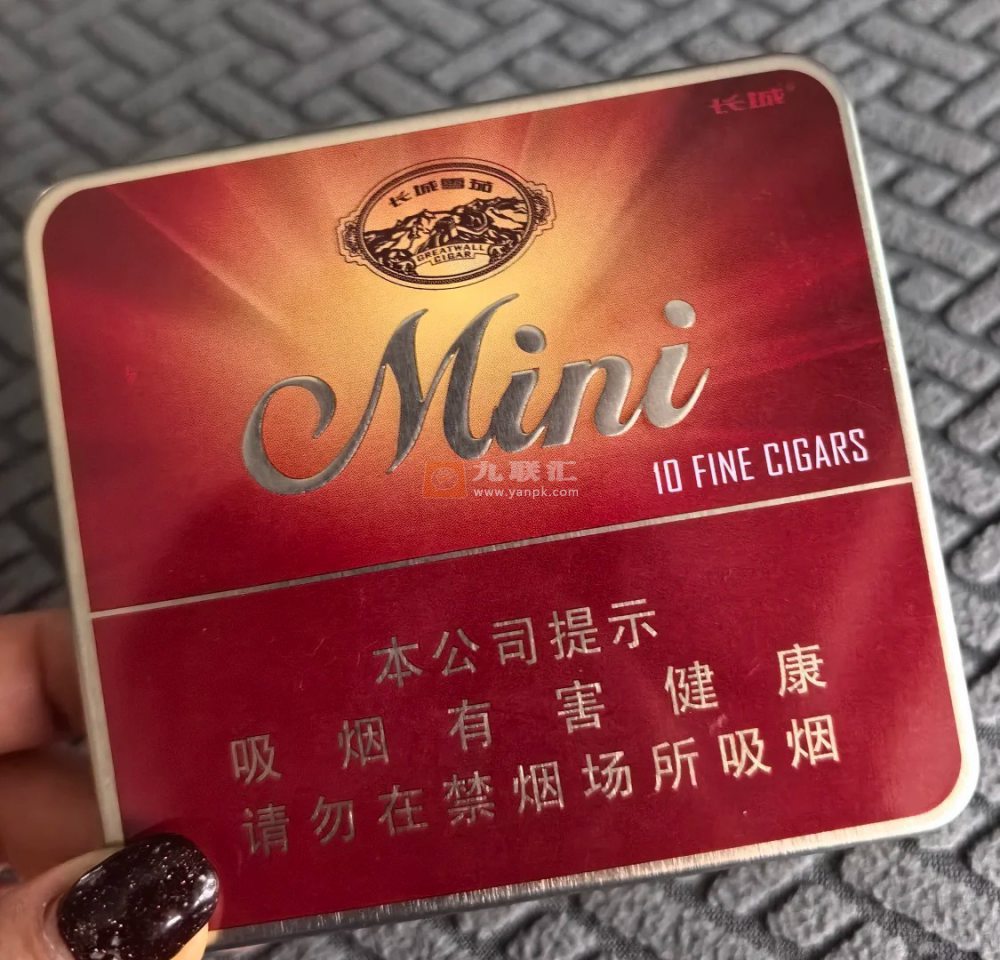 长城
长城雪茄
GREATWALL
CIGAR
Mini
九联汇
www.yanpk.com
10 FINE CIGARS
本公司提示
吸烟有害健康
请勿在禁烟场所吸烟